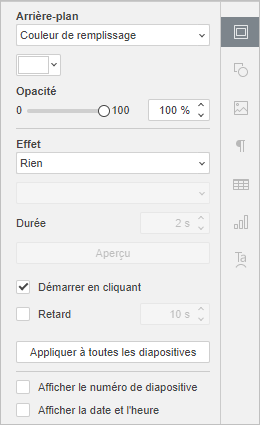 Arrière-plan
Couleur de remplissage
Opacité
0 100 100 %
Effet
Rien
Durée 2 s
Aperçu
Démarrer en cliquant
Retard 10 s
Appliquer à toutes les diapositives
Afficher le numéro de diapositive
Afficher la date et l'heure
Ta